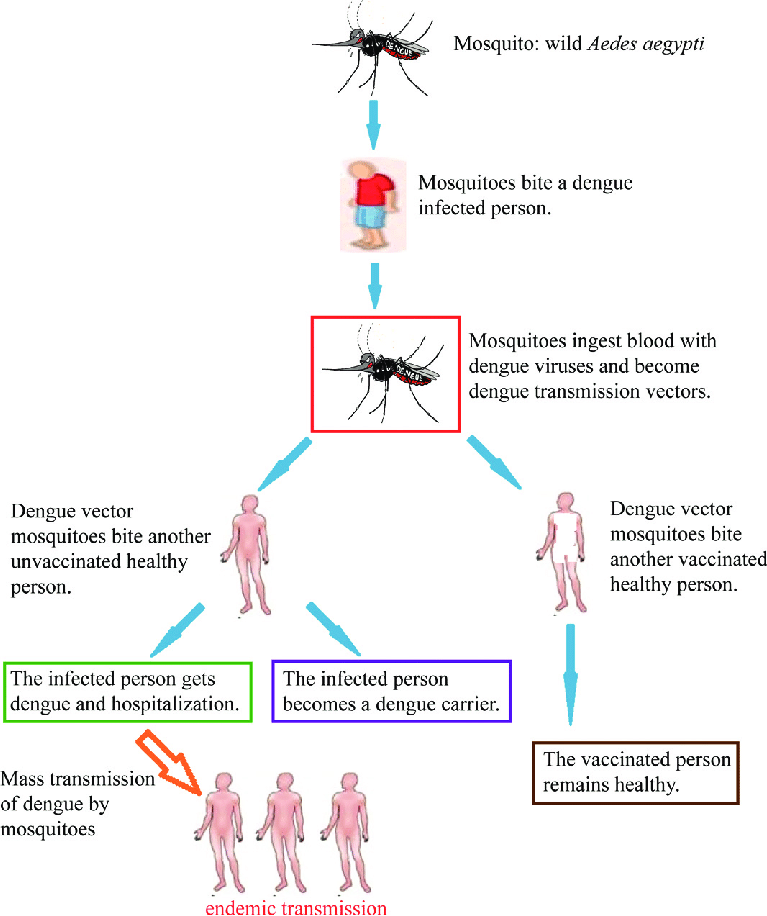 DENGUE
Mosquito: wild Aedes aegypti
Mosquitoes bite a dengue
infected person.
DENGUE
Mosquitoes ingest blood with
dengue viruses and become
dengue transmission vectors.
Dengue vector
mosquitoes bite another
unvaccinated healthy
person.
Dengue vector
mosquitoes bite
another vaccinated
healthy person.
The infected person gets
dengue and hospitalization.
The infected person
becomes a dengue carrier.
The vaccinated person
remains healthy.
Mass transmission
of dengue by
mosquitoes
endemic transmission